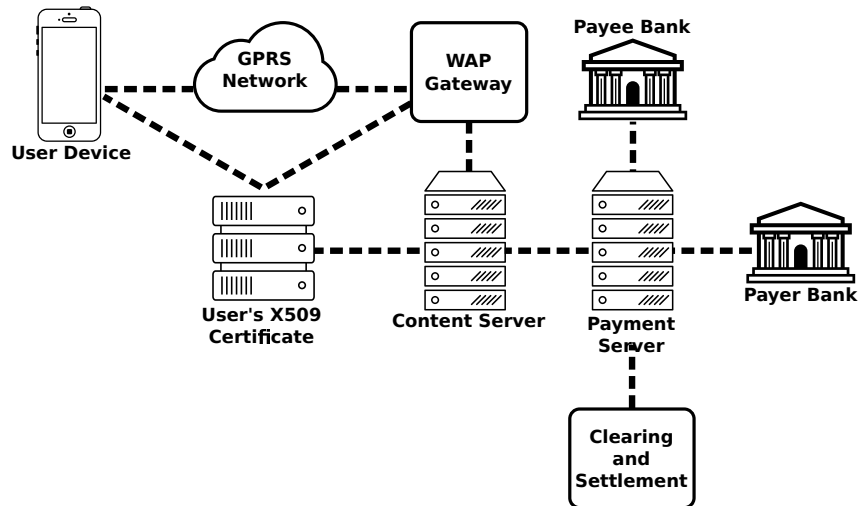 GPRS
Network
WAP
Gateway
Payee Bank
User Device
User's X509
Certificate
Content Server
Payment
Server
Payer Bank
Clearing
and
Settlement